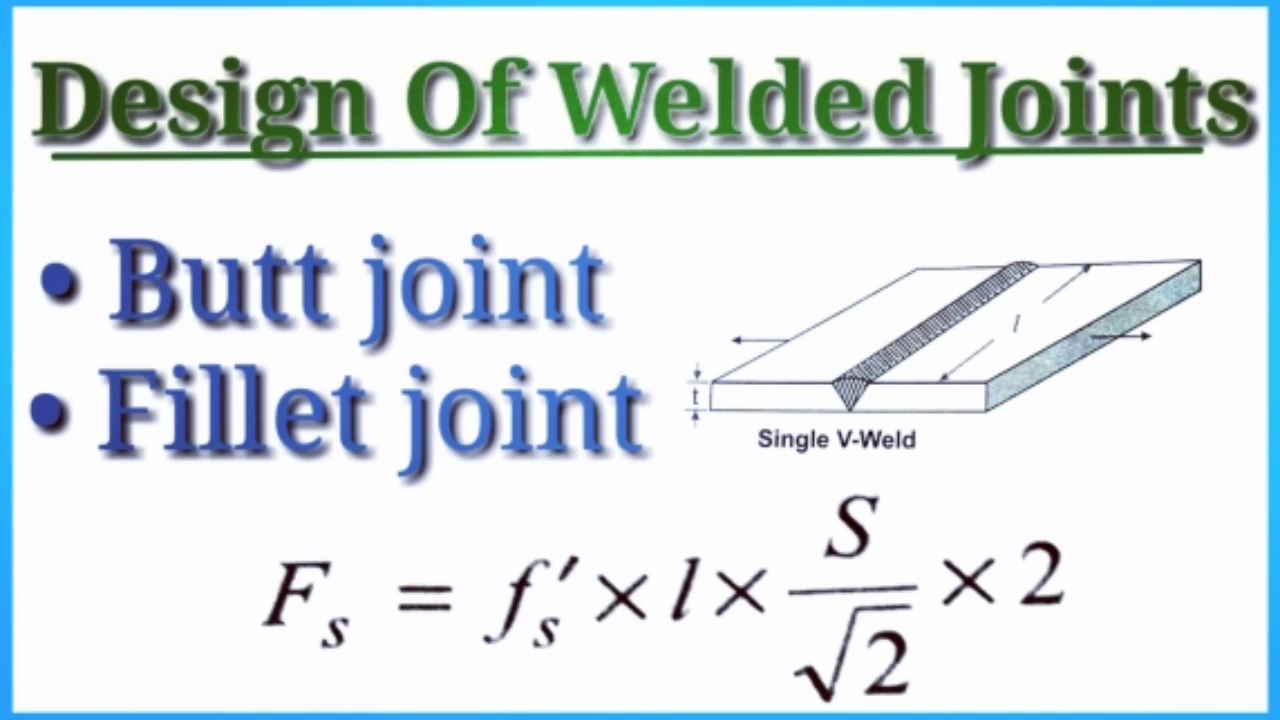 Design Of Welded Joints
• Butt joint
• Fillet joint
l
t
Single V-Weld
F_s = f_s′ × l × S/√2 × 2